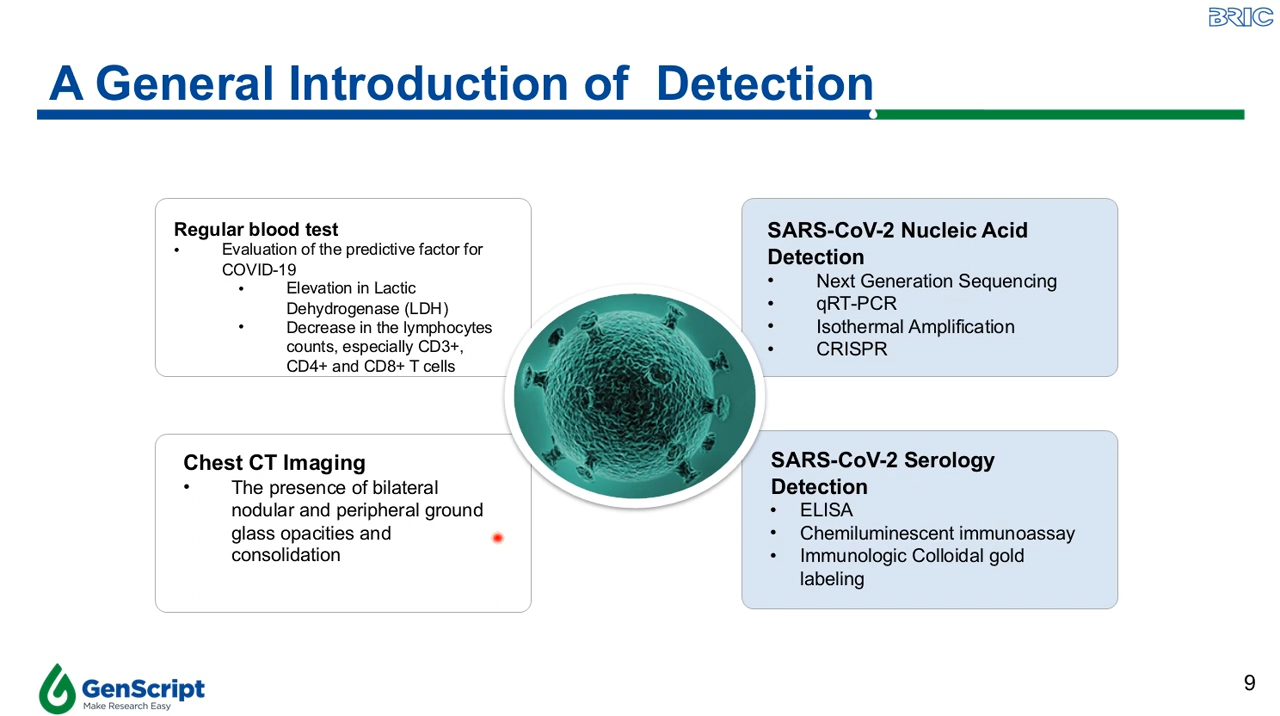 BRIC
A General Introduction of  Detection
Regular blood test
• Evaluation of the predictive factor for
COVID-19
• Elevation in Lactic
Dehydrogenase (LDH)
• Decrease in the lymphocytes
counts, especially CD3+,
CD4+ and CD8+ T cells
SARS-CoV-2 Nucleic Acid
Detection
• Next Generation Sequencing
• qRT-PCR
• Isothermal Amplification
• CRISPR
Chest CT Imaging
• The presence of bilateral
nodular and peripheral ground
glass opacities and
consolidation
SARS-CoV-2 Serology
Detection
• ELISA
• Chemiluminescent immunoassay
• Immunologic Colloidal gold
labeling
GenScript
Make Research Easy
9